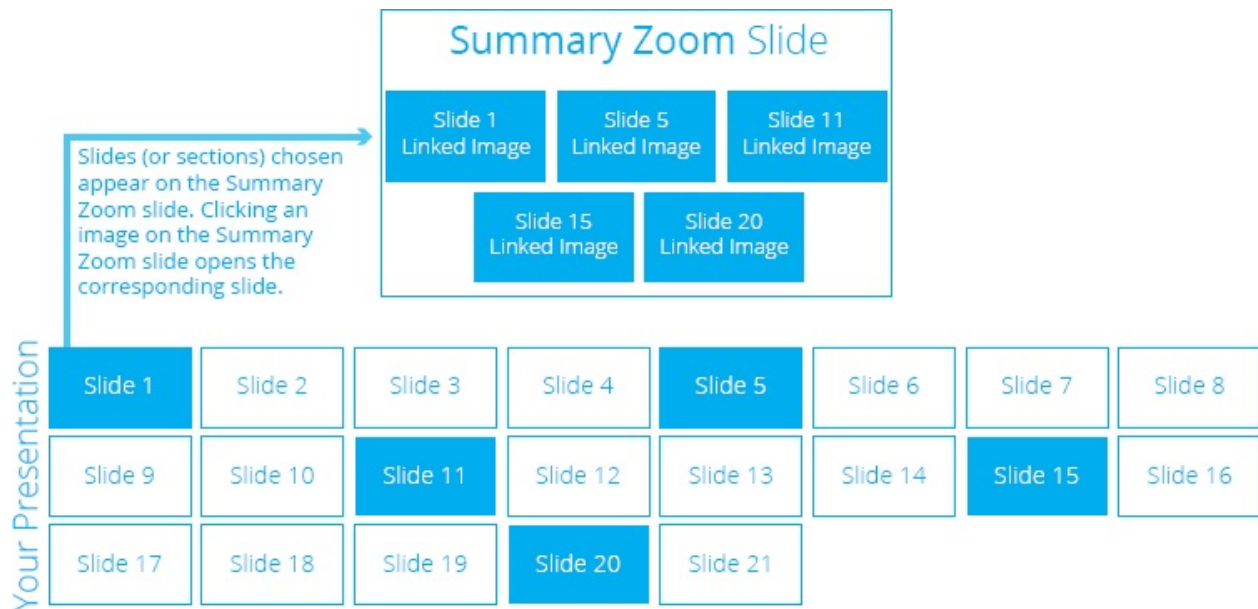 Summary Zoom Slide
Slide 1
Linked Image
Slide 5
Linked Image
Slide 11
Linked Image
Slide 15
Linked Image
Slide 20
Linked Image
Slides (or sections) chosen
appear on the Summary
Zoom slide. Clicking an
image on the Summary
Zoom slide opens the
corresponding slide.
Your Presentation
Slide 1
Slide 2
Slide 3
Slide 4
Slide 5
Slide 6
Slide 7
Slide 8
Slide 9
Slide 10
Slide 11
Slide 12
Slide 13
Slide 14
Slide 15
Slide 16
Slide 17
Slide 18
Slide 19
Slide 20
Slide 21